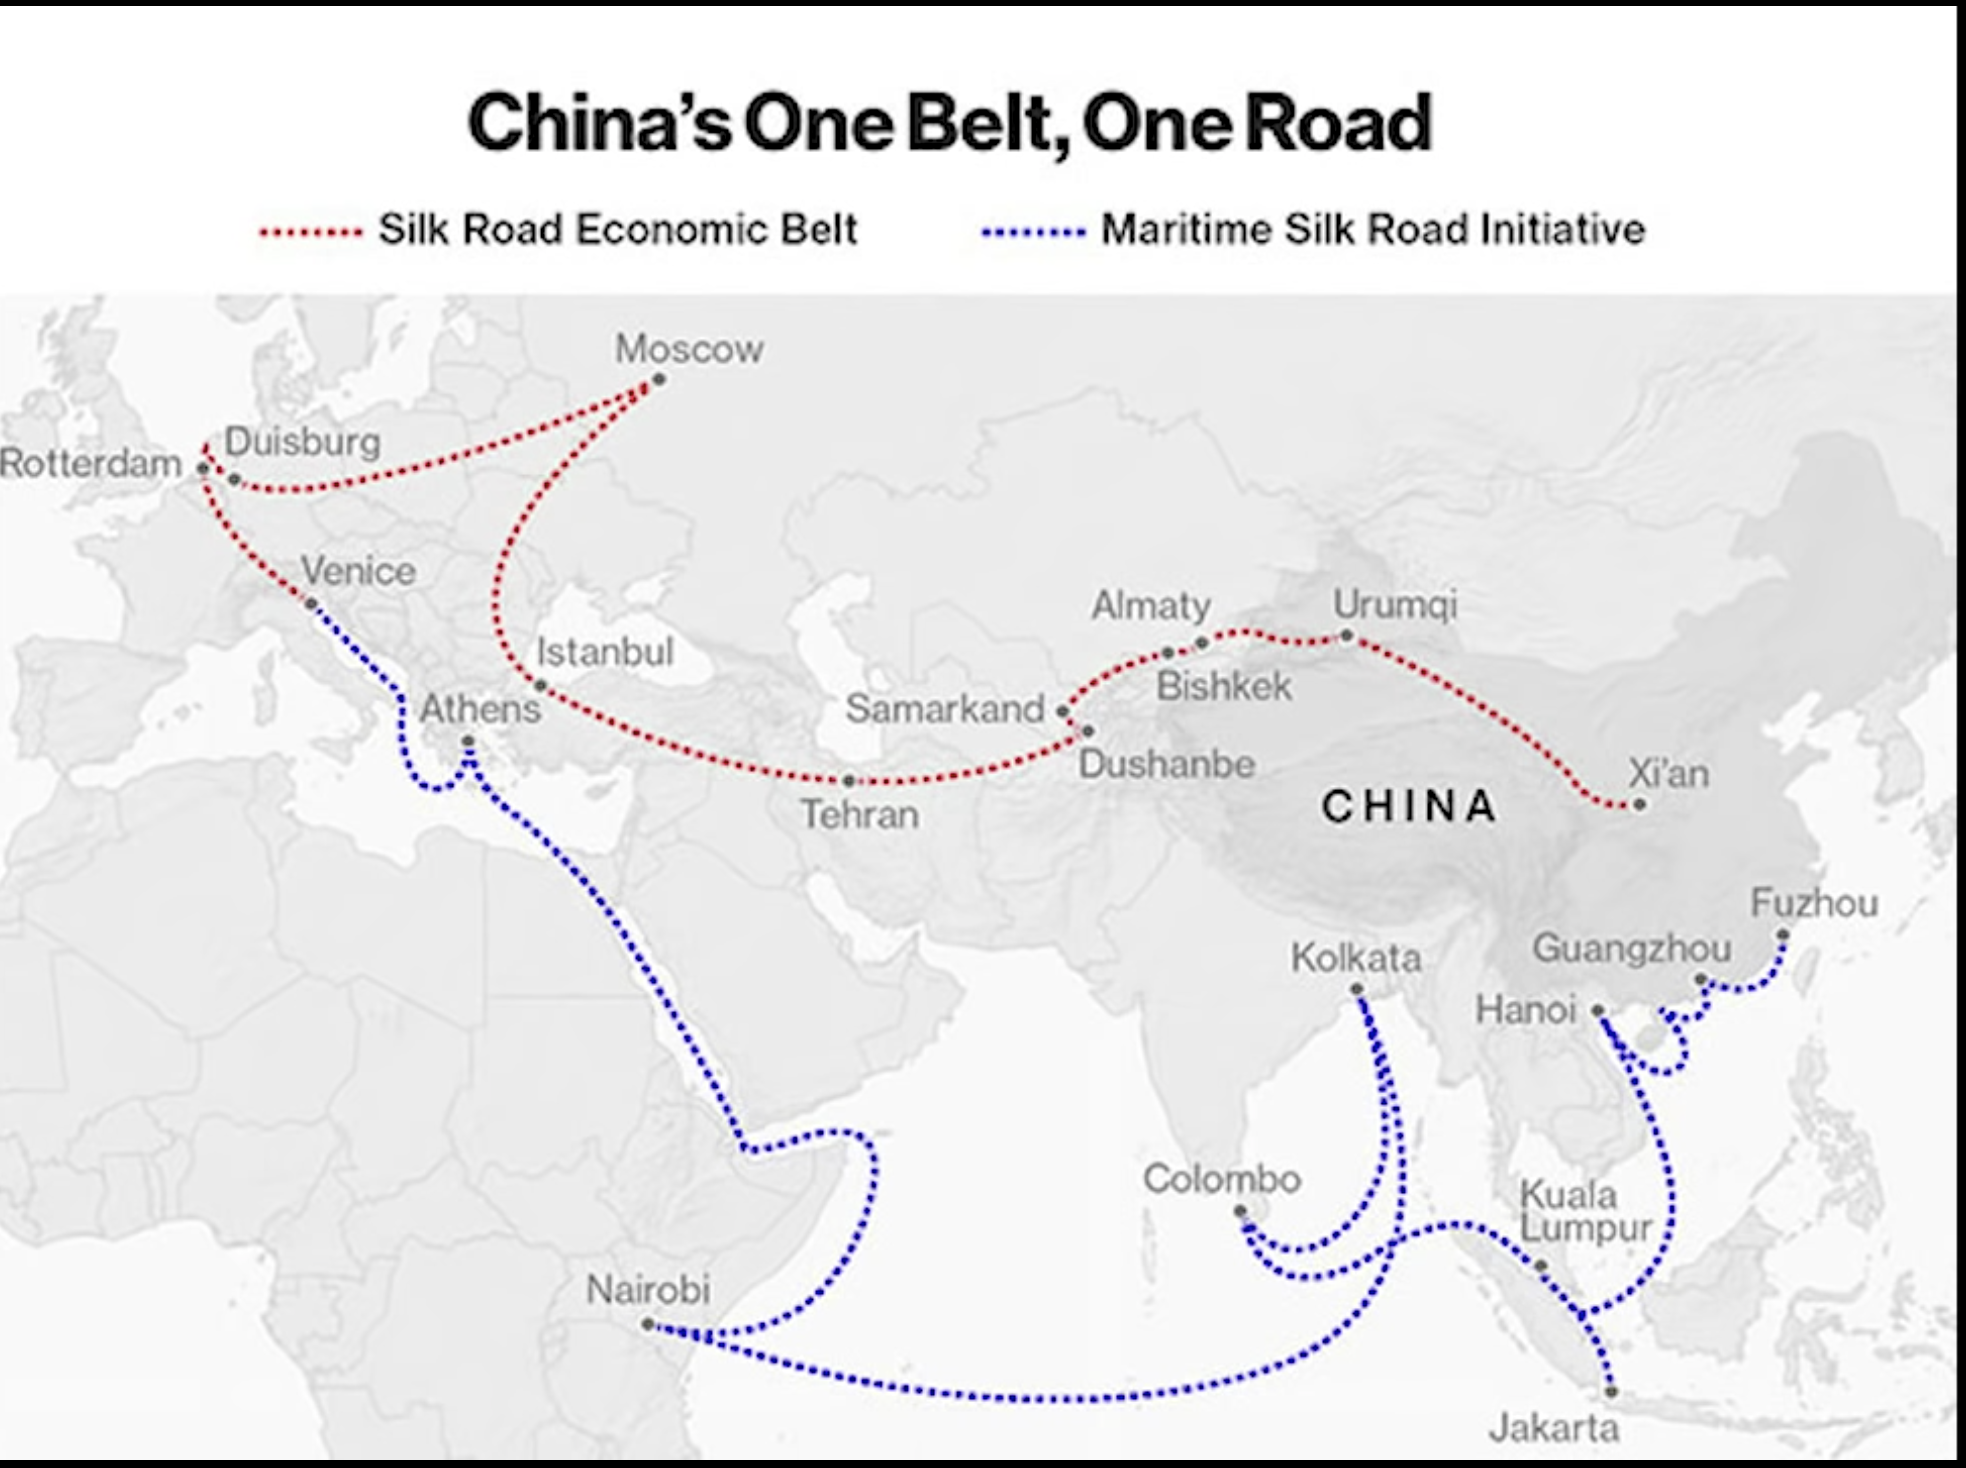 China's One Belt, One Road
Silk Road Economic Belt
Maritime Silk Road Initiative
Moscow
Duisburg
Rotterdam
Venice
Almaty
Urumqi
Istanbul
Bishkek
Athens
Samarkand
Dushanbe
Xi'an
Tehran
CHINA
Fuzhou
Guangzhou
Kolkata
Hanoi
Colombo
Kuala
Lumpur
Nairobi
Jakarta